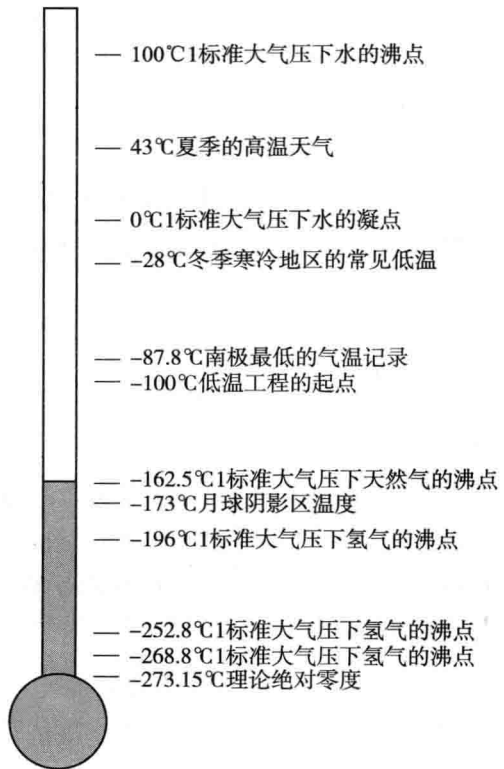 100℃1标准大气压下水的沸点
43℃夏季的高温天气
0℃1标准大气压下水的凝点
-28℃冬季寒冷地区的常见低温
-87.8℃南极最低的气温记录
-100℃低温工程的起点
-162.5℃1标准大气压下天然气的沸点
-173℃月球阴影区温度
-196℃1标准大气压下氢气的沸点
-252.8℃1标准大气压下氢气的沸点
-268.8℃1标准大气压下氢气的沸点
-273.15℃理论绝对零度